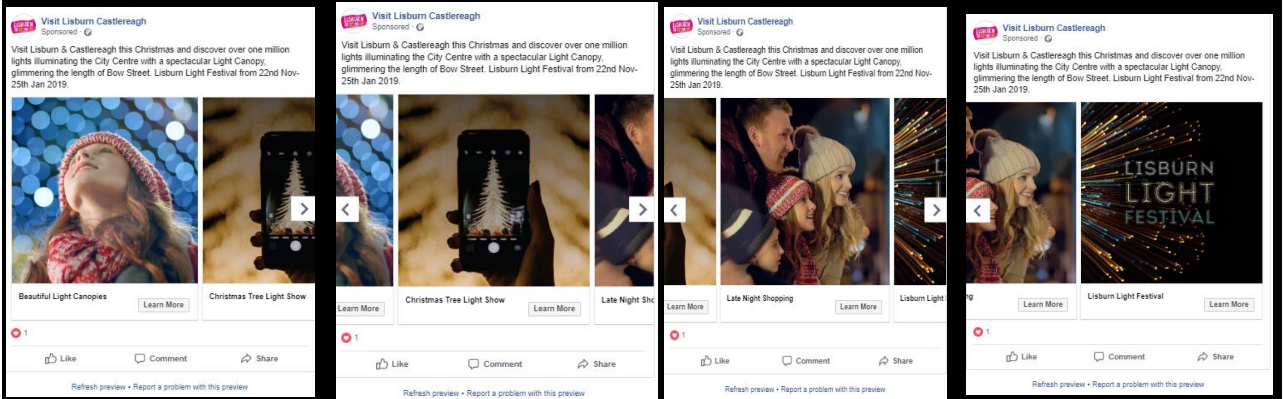 LISBURN
Visit Lisburn Castlereagh
Sponsored ·
Visit Lisburn & Castlereagh this Christmas and discover over one million
lights illuminating the City Centre with a spectacular Light Canopy,
glimmering the length of Bow Street. Lisburn Light Festival from 22nd Nov-
25th Jan 2019.
Beautiful Light Canopies
Learn More
Christmas Tree Light Show
1
Like
Comment
Share
Refresh preview • Report a problem with this preview
LISBURN
Visit Lisburn Castlereagh
Sponsored ·
Visit Lisburn & Castlereagh this Christmas and discover over one million
lights illuminating the City Centre with a spectacular Light Canopy,
glimmering the length of Bow Street. Lisburn Light Festival from 22nd Nov-
25th Jan 2019.
Learn More
Christmas Tree Light Show
Learn More
Late Night Sho
1
Like
Comment
Share
Refresh preview • Report a problem with this preview
LISBURN
Visit Lisburn Castlereagh
Sponsored ·
Visit Lisburn & Castlereagh this Christmas and discover over one million
lights illuminating the City Centre with a spectacular Light Canopy,
glimmering the length of Bow Street. Lisburn Light Festival from 22nd Nov-
25th Jan 2019.
Learn More
Late Night Shopping
Learn More
Lisburn Light
1
Like
Comment
Share
Refresh preview • Report a problem with this preview
LISBURN
Visit Lisburn Castlereagh
Sponsored ·
Visit Lisburn & Castlereagh this Christmas and discover over one million
lights illuminating the City Centre with a spectacular Light Canopy,
glimmering the length of Bow Street. Lisburn Light Festival from 22nd Nov-
25th Jan 2019.
LISBURN
LIGHT
FESTIVAL
ng
Learn More
Lisburn Light Festival
Learn More
1
Like
Comment
Share
Refresh preview • Report a problem with this preview